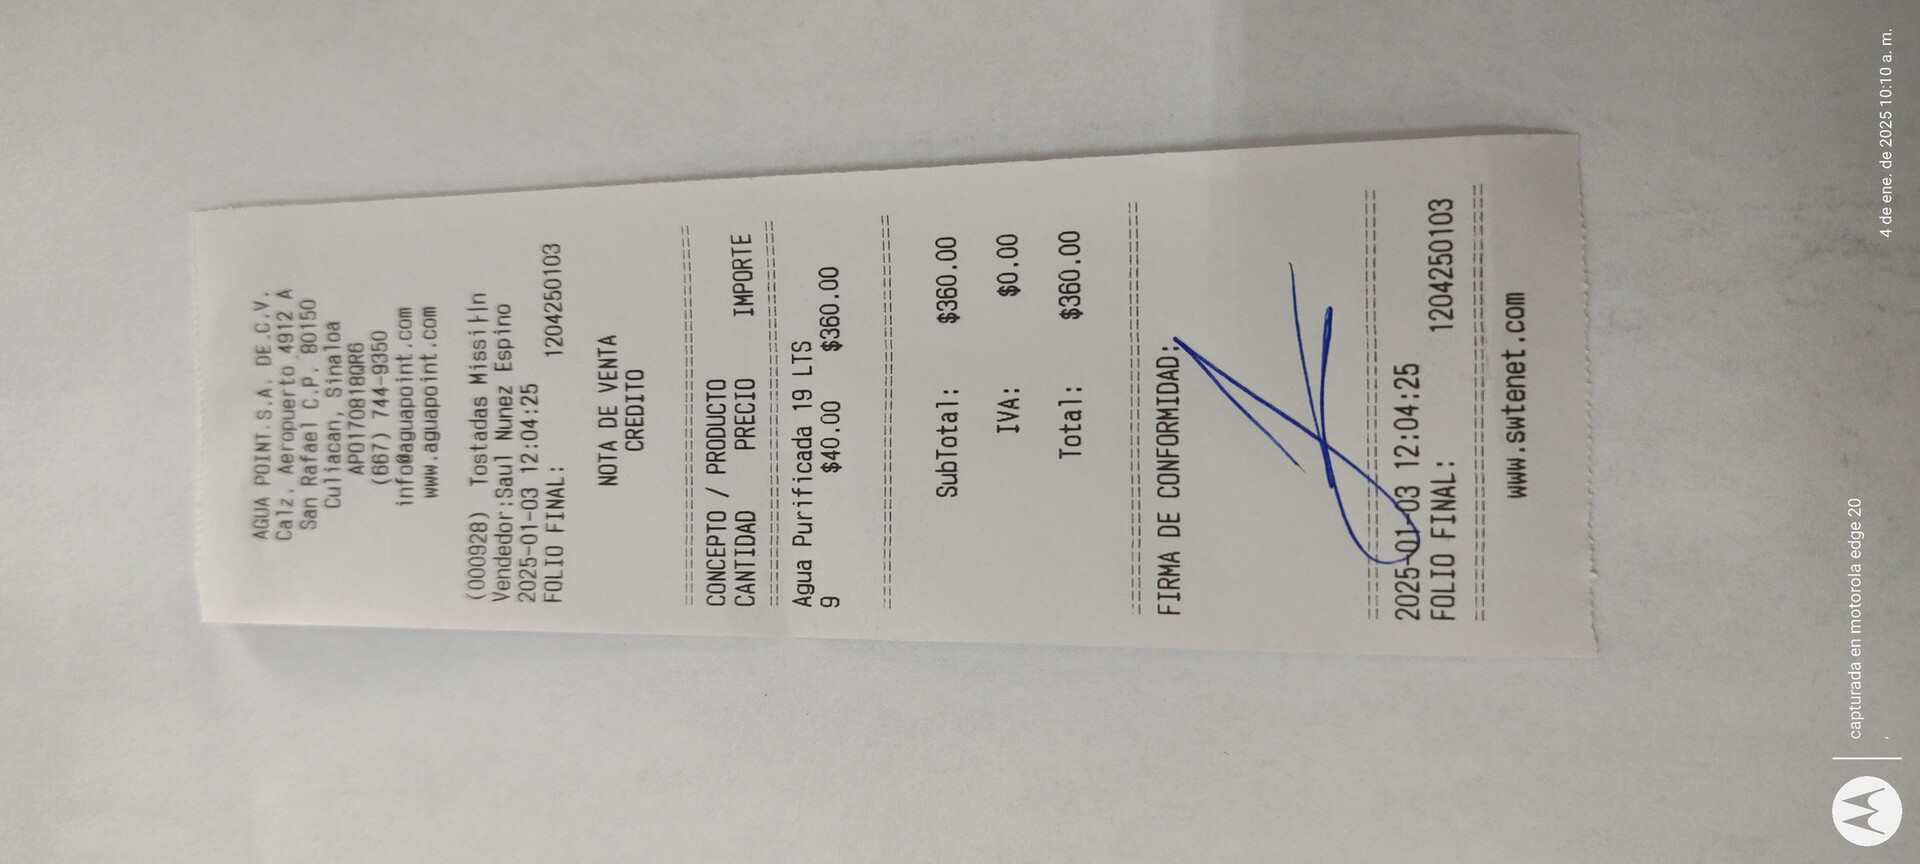 AGUA POINT.S.A. DE.C.V.
Calz. Aeropuerto 4912 A
San Rafael C.P. 80150
Culiacan, Sinaloa
APO170818QR6
(667) 744-9350
info@aguapoint.com
www.aguapoint.com
(000928) Tostadas
Vendedor:Saul Nunez Espino
2025-01-03 12:04:25
FOLIO FINAL: 1204250103
NOTA DE VENTA
CREDITO
CONCEPTO / PRODUCTO
CANTIDAD PRECIO IMPORTE
Agua Purificada 19 LTS
9 $40.00 $360.00
SubTotal: $360.00
IVA: $0.00
Total: $360.00
FIRMA DE CONFORMIDAD:
2025-01-03 12:04:25
FOLIO FINAL: 1204250103
www.swtenet.com
capturada en motorola edge 20
4 de ene. de 2025 10:10 a. m.